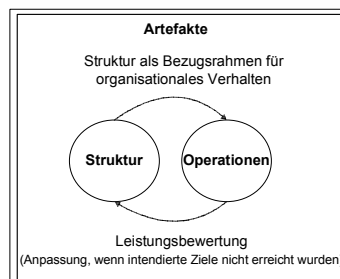 Artefakte
Struktur als Bezugsrahmen für
organisationales Verhalten
Struktur
Operationen
Leistungsbewertung
(Anpassung, wenn intendierte Ziele nicht erreicht wurden